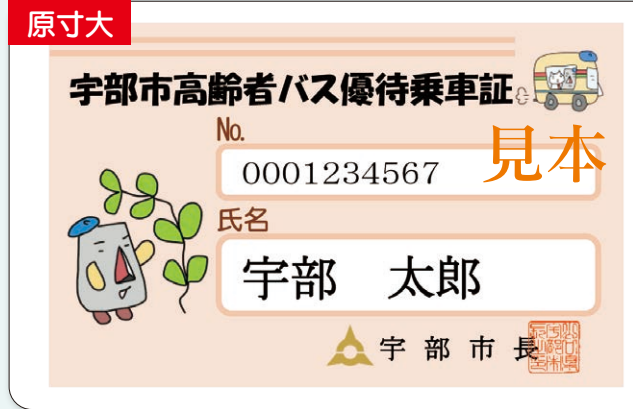 原寸大
宇部市高齢者バス優待乗車証
No.
0001234567
見本
氏名
宇部 太郎
宇部市長